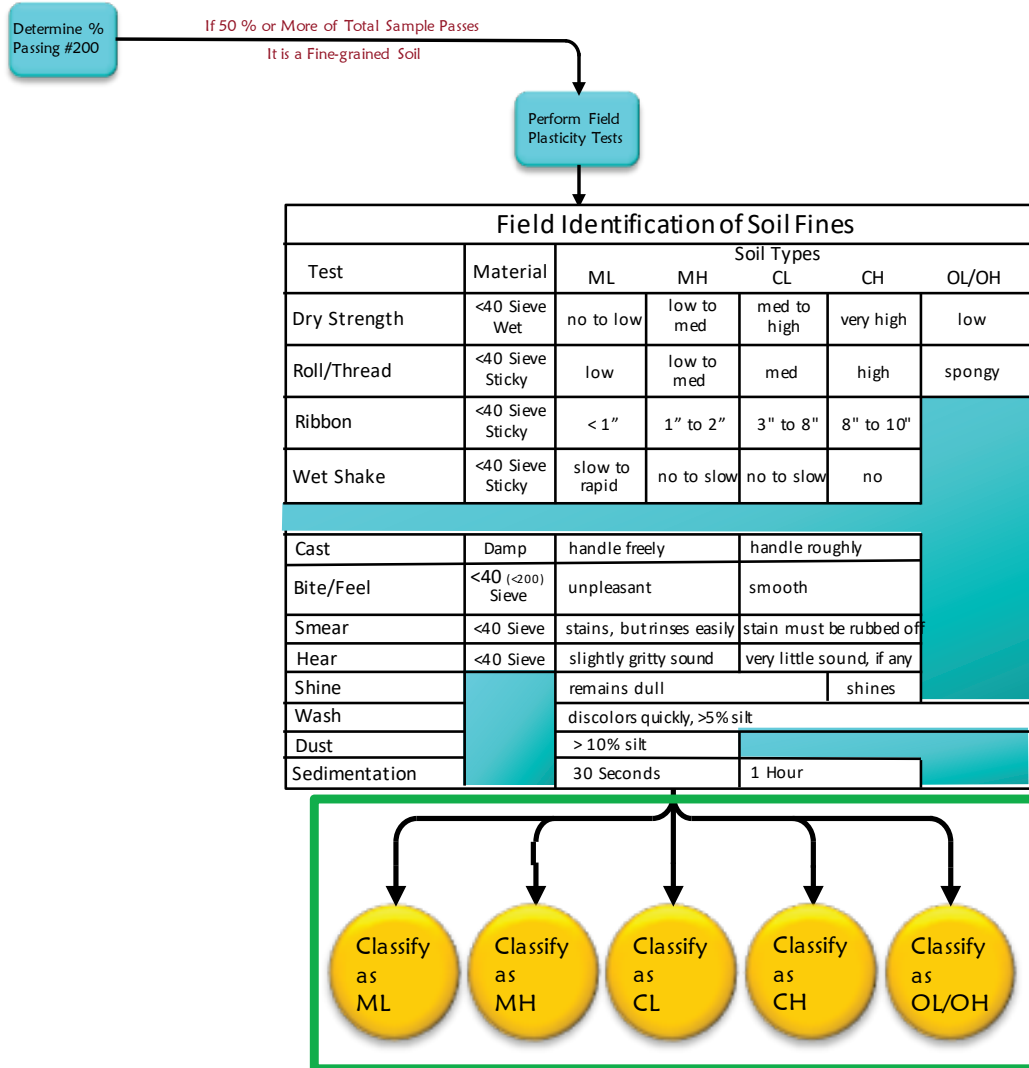 Determine %
Passing #200
If 50 % or More of Total Sample Passes
It is a Fine-grained Soil
Perform Field
Plasticity Tests
Field Identification of Soil Fines
Test
Material
Soil Types
ML
MH
CL
CH
OL/OH
Dry Strength
<40 Sieve
Wet
no to low
low to
med
med to
high
very high
low
Roll/Thread
<40 Sieve
Sticky
low
low to
med
med
high
spongy
Ribbon
<40 Sieve
Sticky
< 1”
1” to 2”
3" to 8"
8" to 10"
Wet Shake
<40 Sieve
Sticky
slow to
rapid
no to slow
no to slow
no
Cast
Damp
handle freely
handle roughly
Bite/Feel
<40 (<200)
Sieve
unpleasant
smooth
Smear
<40 Sieve
stains, but rinses easily
stain must be rubbed off
Hear
<40 Sieve
slightly gritty sound
very little sound, if any
Shine
remains dull
shines
Wash
discolors quickly, >5% silt
Dust
> 10% silt
Sedimentation
30 Seconds
1 Hour
Classify
as
ML
Classify
as
MH
Classify
as
CL
Classify
as
CH
Classify
as
OL/OH